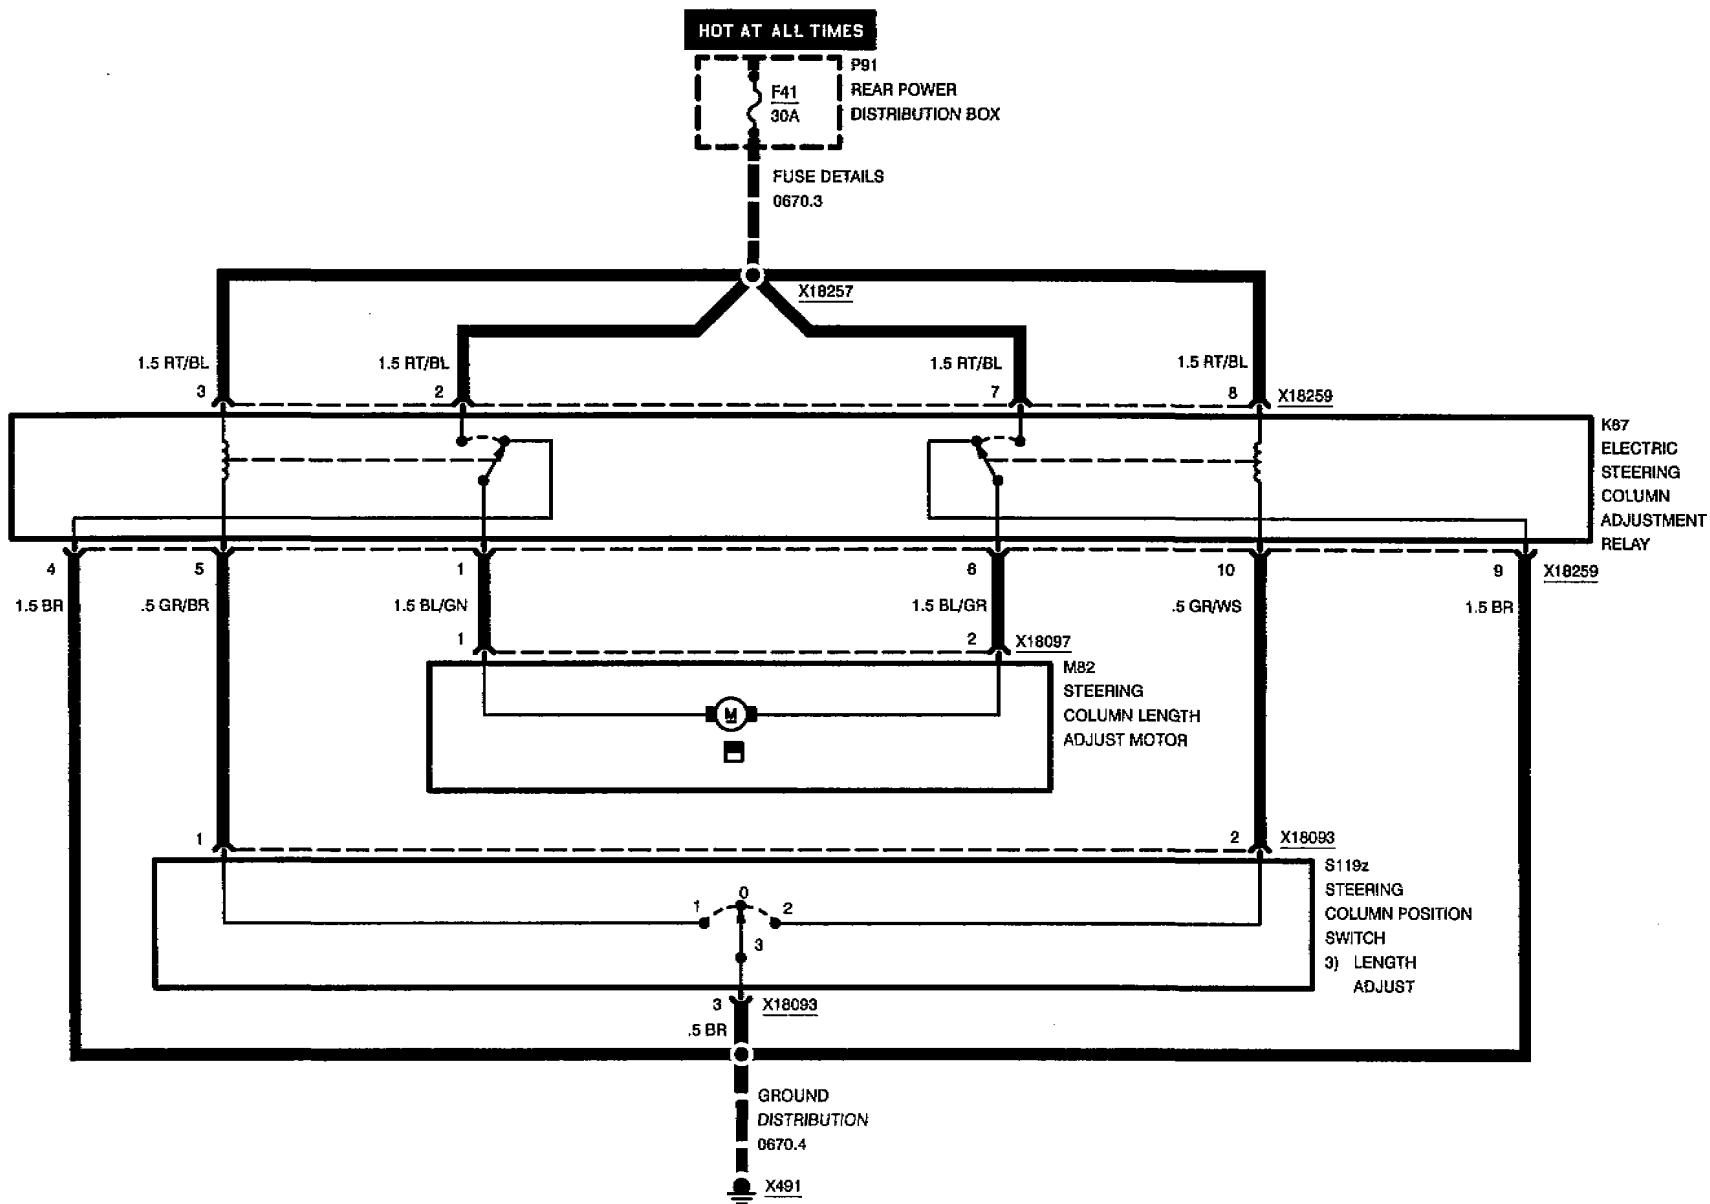 HOT AT ALL TIMES
P91
REAR POWER
DISTRIBUTION BOX
F41
30A
FUSE DETAILS
0670.3
X18257
1.5 RT/BL
1.5 RT/BL
1.5 RT/BL
1.5 RT/BL
3
2
7
8
X18259
K87
ELECTRIC
STEERING
COLUMN
ADJUSTMENT
RELAY
4
5
1
6
10
9
X18259
1.5 BR
.5 GR/BR
1.5 BL/GN
1.5 BL/GR
.5 GR/WS
1.5 BR
1
2
X18097
M82
STEERING
COLUMN LENGTH
ADJUST MOTOR
M
1
2
X18093
S119z
STEERING
COLUMN POSITION
SWITCH
3) LENGTH
ADJUST
0
1
2
3
3
X18093
.5 BR
GROUND
DISTRIBUTION
0670.4
X491